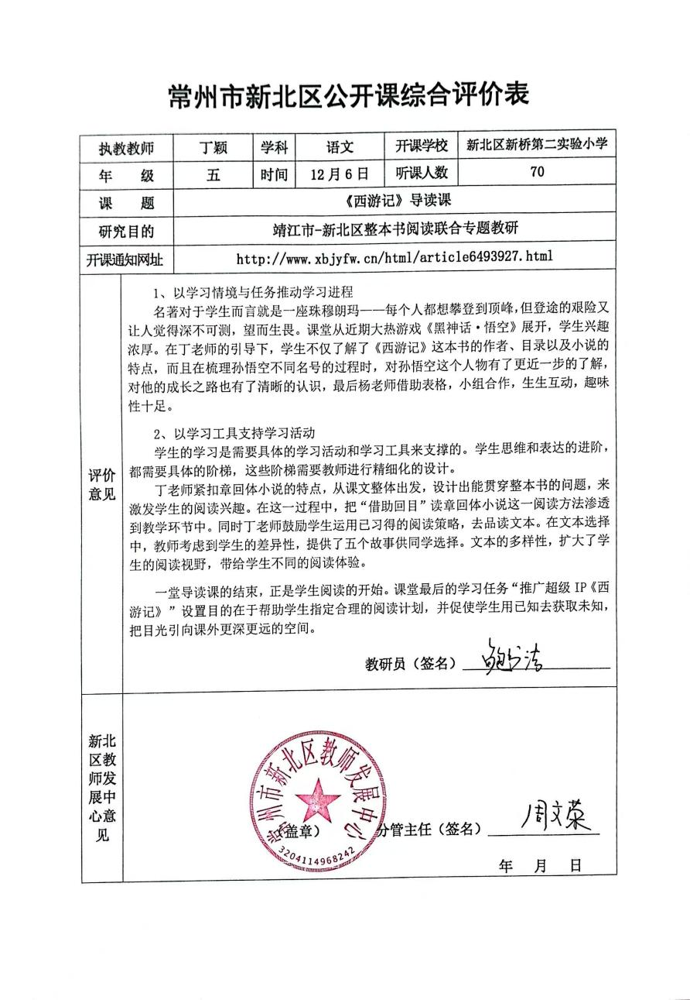 常州市新北区公开课综合评价表
执教教师 丁颖 学科 语文 开课学校 新北区新桥第二实验小学
年 级 五 时间 12月6日 听课人数 70
课 题 《西游记》导读课
研究目的 靖江市-新北区整本书阅读联合专题教研
开课通知网址 http://www.xbjyfw.cn/html/article6493927.html
评价
意见
1、以学习情境与任务推动学习进程
名著对于学生而言就是一座珠穆朗玛——每个人都想攀登到顶峰,但登途的艰险又
让人觉得深不可测，望而生畏。课堂从近期大热游戏《黑神话·悟空》展开，学生兴趣
浓厚。在丁老师的引导下，学生不仅了解了《西游记》这本书的作者、目录以及小说的
特点，而且在梳理孙悟空不同名号的过程时，对孙悟空这个人物有了更近一步的了解，
对他的成长之路也有了清晰的认识，最后杨老师借助表格，小组合作，生生互动，趣味
性十足。
2、以学习工具支持学习活动
学生的学习是需要具体的学习活动和学习工具来支撑的。学生思维和表达的进阶，
都需要具体的阶梯，这些阶梯需要教师进行精细化的设计。
丁老师紧扣章回体小说的特点，从课文整体出发，设计出能贯穿整本书的问题，来
激发学生的阅读兴趣。在这一过程中，把“借助回目”读章回体小说这一阅读方法渗透
到教学环节中。同时丁老师鼓励学生运用已习得的阅读策略，去品读文本。在文本选择
中，教师考虑到学生的差异性，提供了五个故事供同学选择。文本的多样性，扩大了学
生的阅读视野，带给学生不同的阅读体验。
一堂导读课的结束，正是学生阅读的开始。课堂最后的学习任务“推广超级 IP《西
游记》”设置目的在于帮助学生指定合理的阅读计划，并促使学生用已知去获取未知，
把目光引向课外更深更远的空间。
教研员（签名）
新北
区教
师发
展中
心意
见
常州市新北区教师发展中心
3204114968242
盖章） 分管主任（签名） 周文荣
年 月 日